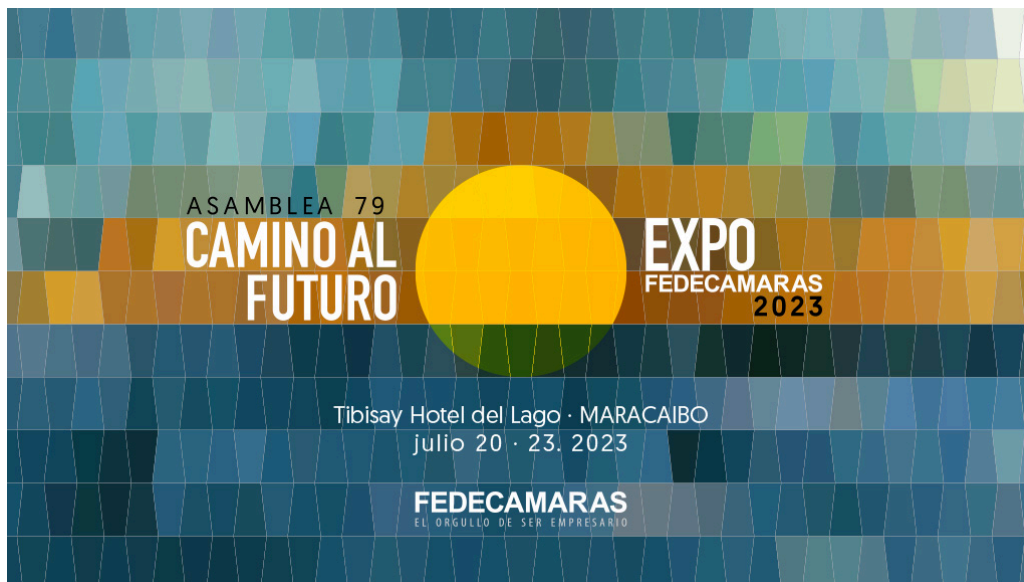 ASAMBLEA 79
CAMINO AL
FUTURO
EXPO
FEDECAMARAS
2023
Tibisay Hotel del Lago · MARACAIBO
julio 20 · 23. 2023
FEDECAMARAS
EL ORGULLO DE SER EMPRESARIO